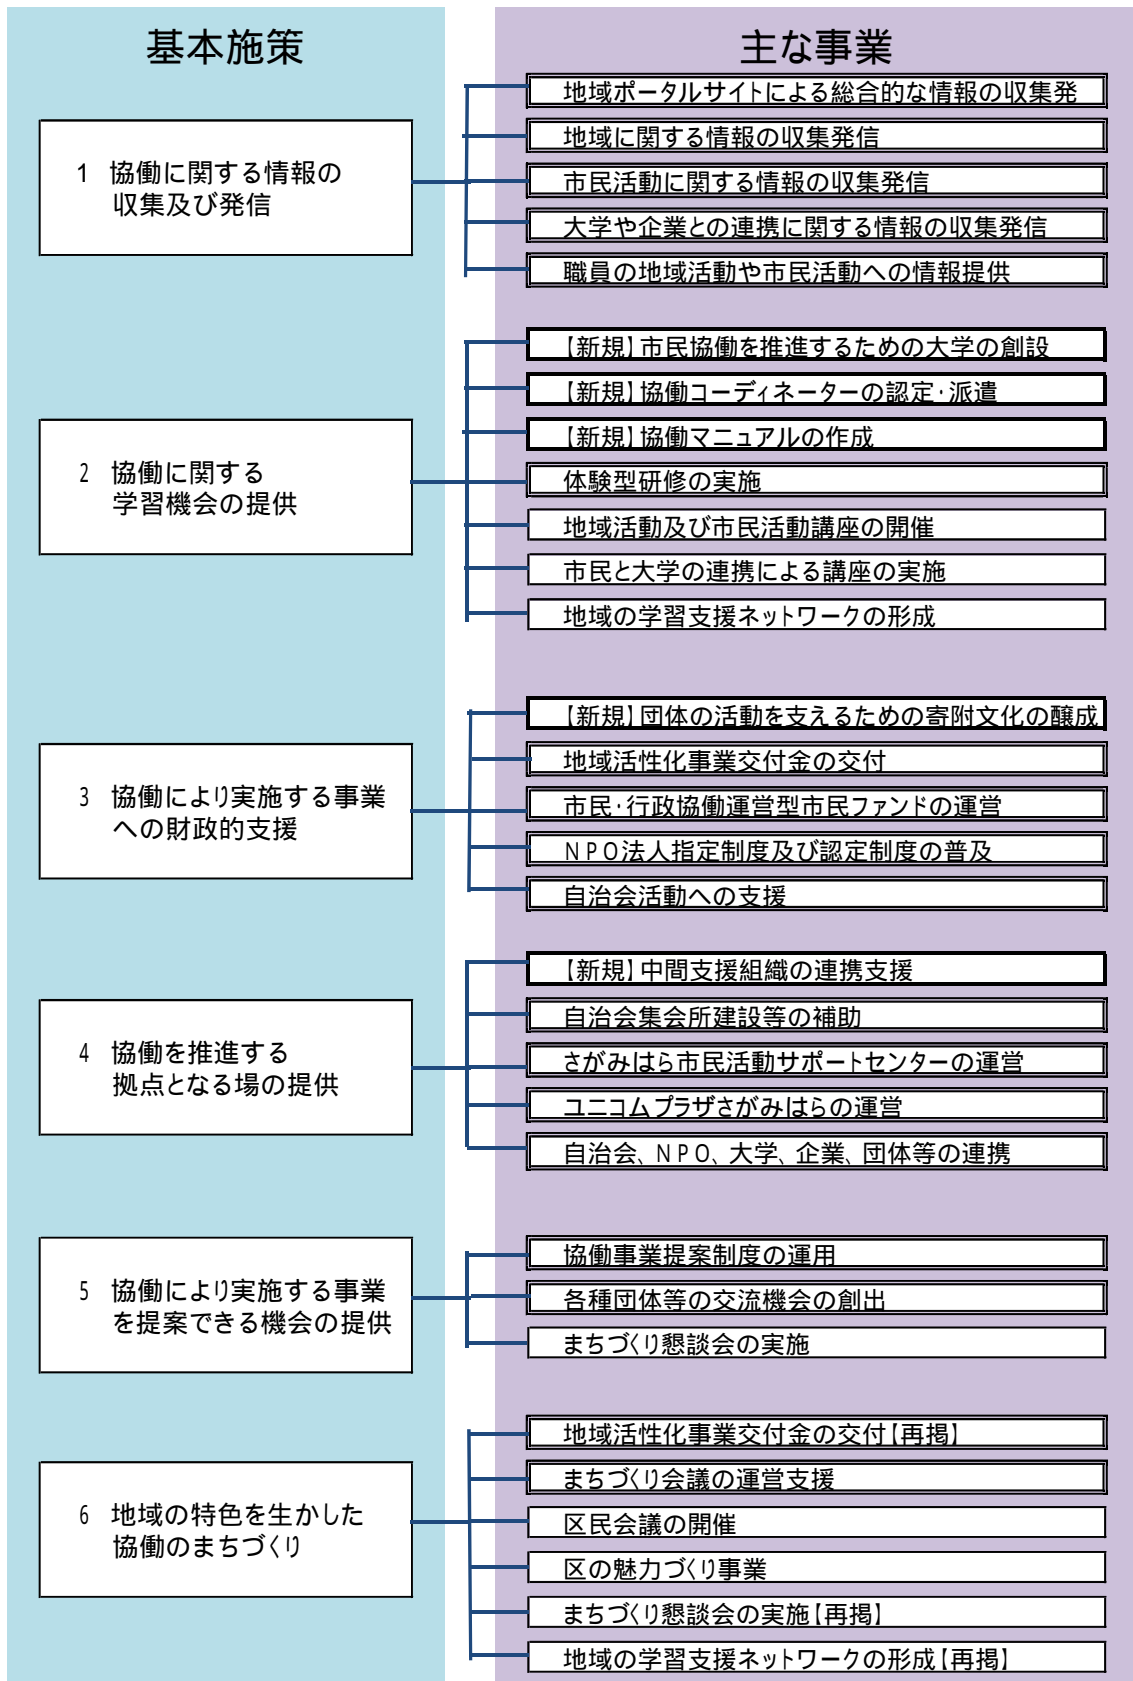 基本施策
主な事業
1 協働に関する情報の
収集及び発信
地域ポータルサイトによる総合的な情報の収集発
地域に関する情報の収集発信
市民活動に関する情報の収集発信
大学や企業との連携に関する情報の収集発信
職員の地域活動や市民活動への情報提供
2 協働に関する
学習機会の提供
【新規】市民協働を推進するための大学の創設
【新規】協働コーディネーターの認定・派遣
【新規】協働マニュアルの作成
体験型研修の実施
地域活動及び市民活動講座の開催
市民と大学の連携による講座の実施
地域の学習支援ネットワークの形成
3 協働により実施する事業
への財政的支援
【新規】団体の活動を支えるための寄附文化の醸成
地域活性化事業交付金の交付
市民・行政協働運営型市民ファンドの運営
NPO法人指定制度及び認定制度の普及
自治会活動への支援
4 協働を推進する
拠点となる場の提供
【新規】中間支援組織の連携支援
自治会集会所建設等の補助
さがみはら市民活動サポートセンターの運営
ユニコムプラザさがみはらの運営
自治会、NPO、大学、企業、団体等の連携
5 協働により実施する事業
を提案できる機会の提供
協働事業提案制度の運用
各種団体等の交流機会の創出
まちづくり懇談会の実施
6 地域の特色を生かした
協働のまちづくり
地域活性化事業交付金の交付【再掲】
まちづくり会議の運営支援
区民会議の開催
区の魅力づくり事業
まちづくり懇談会の実施【再掲】
地域の学習支援ネットワークの形成【再掲】